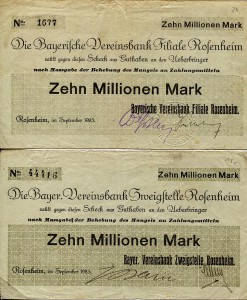 No. 1677
Zehn Millionen Mark
Die Bayerische Vereinsbank Filiale Rosenheim
zahlt gegen diesen Scheck aus Guthaben an den Ueberbringer
nach Massgabe der Behebung des Mangels an Zahlungsmitteln
Zehn Millionen Mark
Bayerische Vereinsbank Filiale Rosenheim.
Rosenheim, im September 1923.
No. 44416
Zehn Millionen Mark
Die Bayer. Vereinsbank Zweigstelle Rosenheim
zahlt gegen diesen Scheck aus Guthaben an den Ueberbringer
nach Massgabe der Behebung des Mangels an Zahlungsmitteln
Zehn Millionen Mark
Bayer. Vereinsbank Zweigstelle Rosenheim.
Rosenheim, im September 1923.